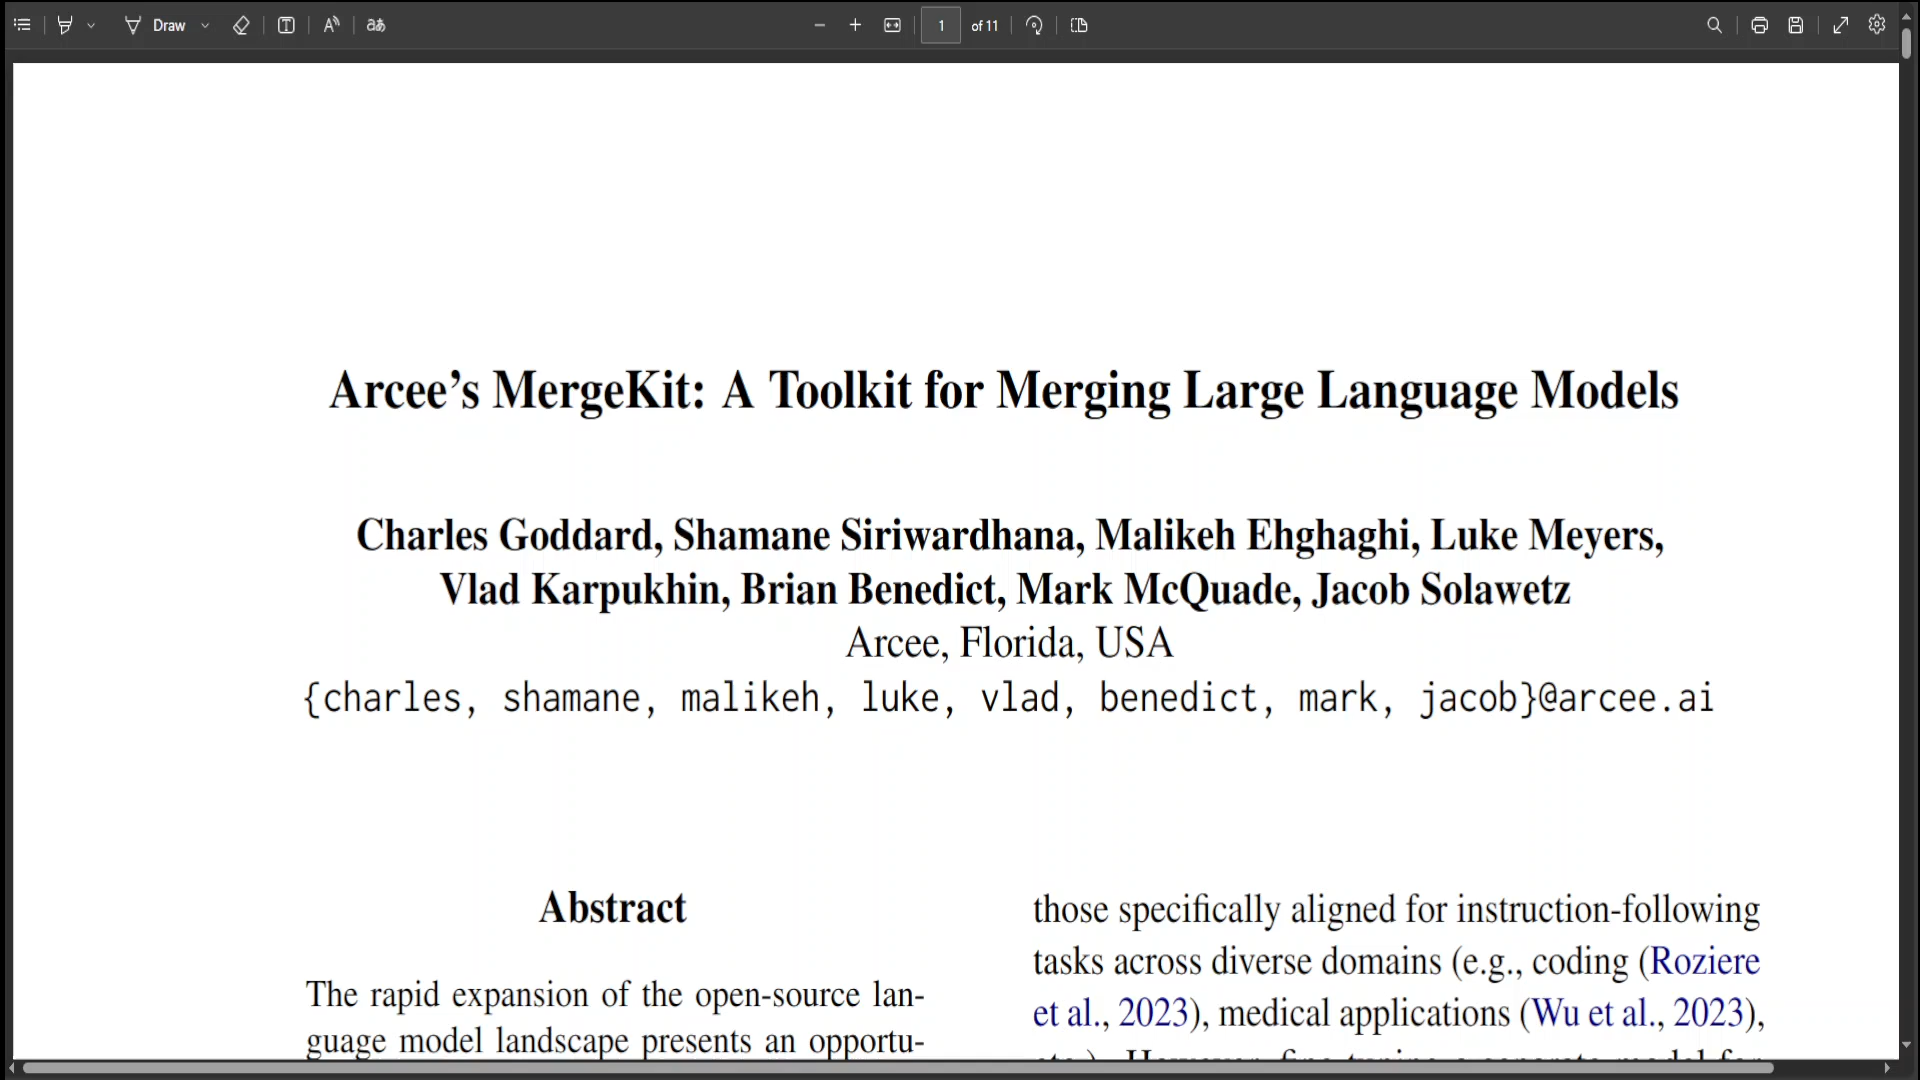 Draw
1 of 11
Arcee's MergeKit: A Toolkit for Merging Large Language Models
Charles Goddard, Shamane Siriwardhana, Malikeh Ehghaghi, Luke Meyers,
Vlad Karpukhin, Brian Benedict, Mark McQuade, Jacob Solawetz
Arcee, Florida, USA
{charles, shamane, malikeh, luke, vlad, benedict, mark, jacob}@arcee.ai
Abstract
The rapid expansion of the open-source lan-
guage model landscape presents an opportu-
those specifically aligned for instruction-following
tasks across diverse domains (e.g., coding (Roziere
et al., 2023), medical applications (Wu et al., 2023),